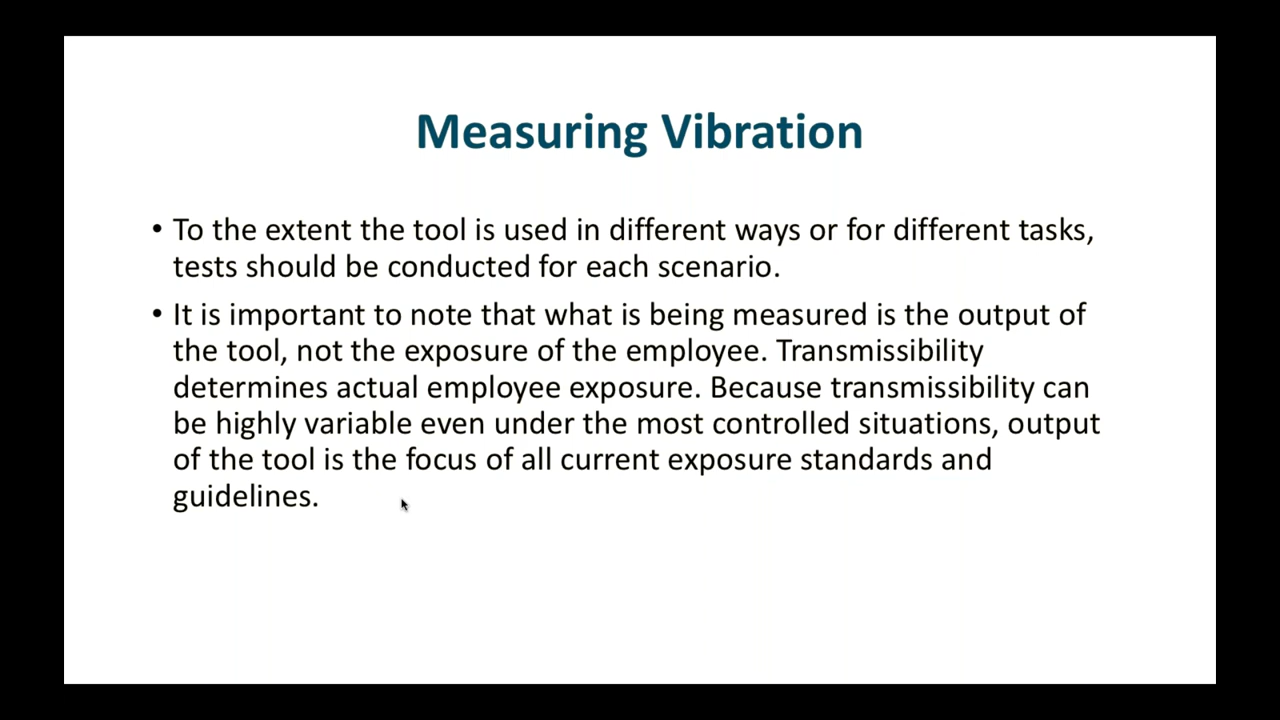 Measuring Vibration
• To the extent the tool is used in different ways or for different tasks,
tests should be conducted for each scenario.
• It is important to note that what is being measured is the output of
the tool, not the exposure of the employee. Transmissibility
determines actual employee exposure. Because transmissibility can
be highly variable even under the most controlled situations, output
of the tool is the focus of all current exposure standards and
guidelines.